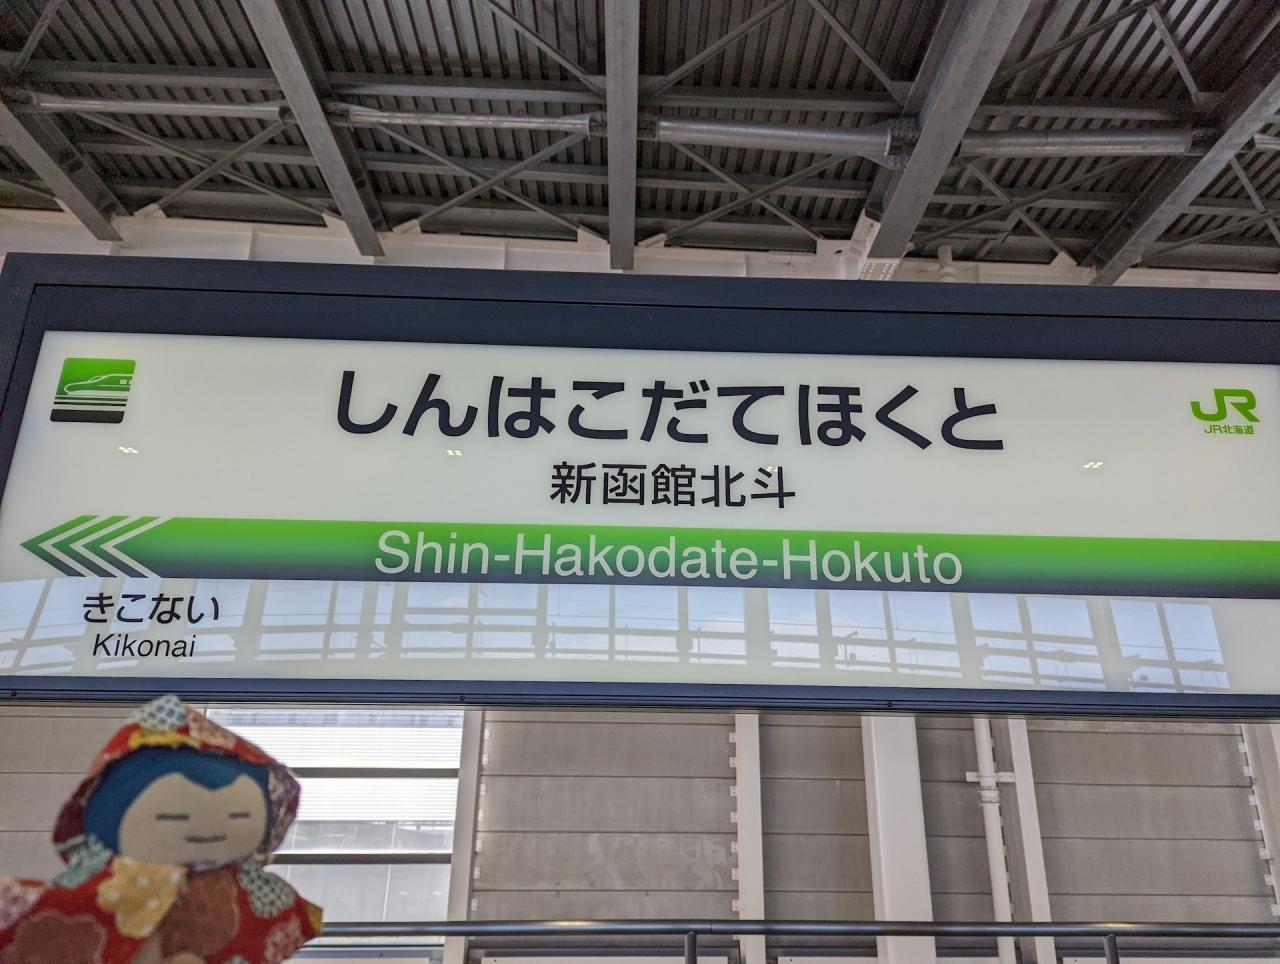 しんはこだてほくと
JR
JR北海道
新函館北斗
Shin-Hakodate-Hokuto
きこない
Kikonai